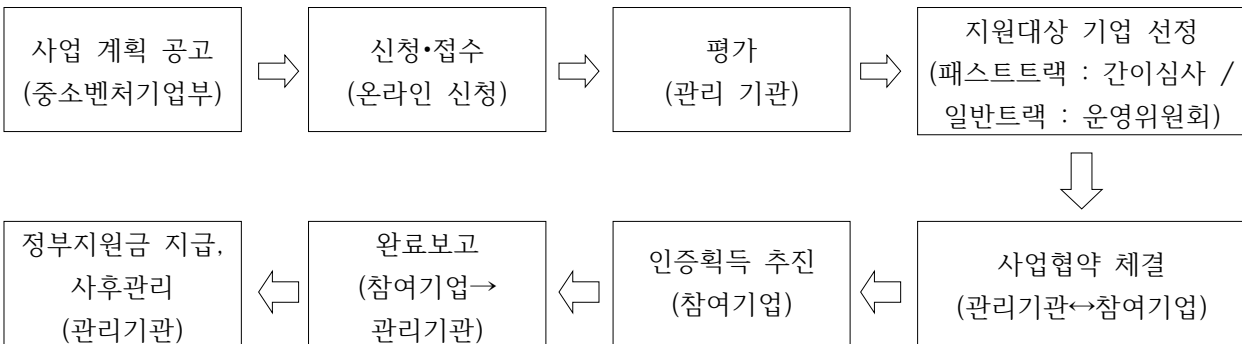 사업 계획 공고
(중소벤처기업부)
신청•접수
(온라인 신청)
평가
(관리 기관)
지원대상 기업 선정
(패스트트랙 : 간이심사 /
일반트랙 : 운영위원회)
사업협약 체결
(관리기관↔참여기업)
인증획득 추진
(참여기업)
완료보고
(참여기업→
관리기관)
정부지원금 지급,
사후관리
(관리기관)